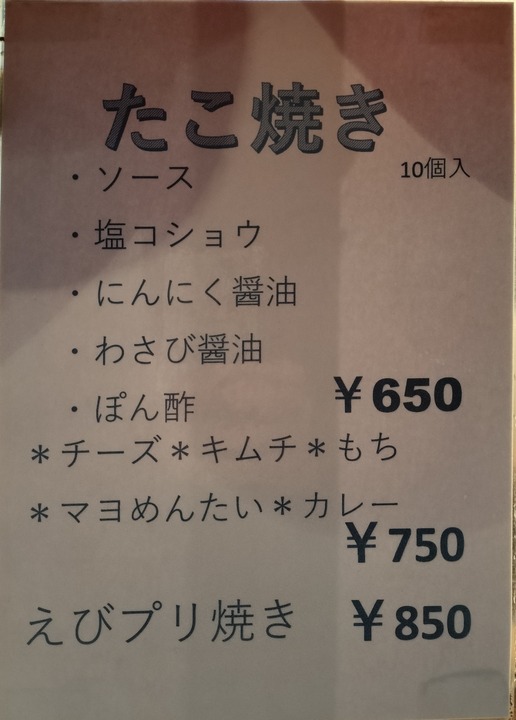 たこ焼き
・ソース 10個入
・塩コショウ
・にんにく醤油
・わさび醤油
・ぽん酢 ￥650
＊チーズ＊キムチ＊もち
＊マヨめんたい＊カレー
￥750
えびプリ焼き ￥850